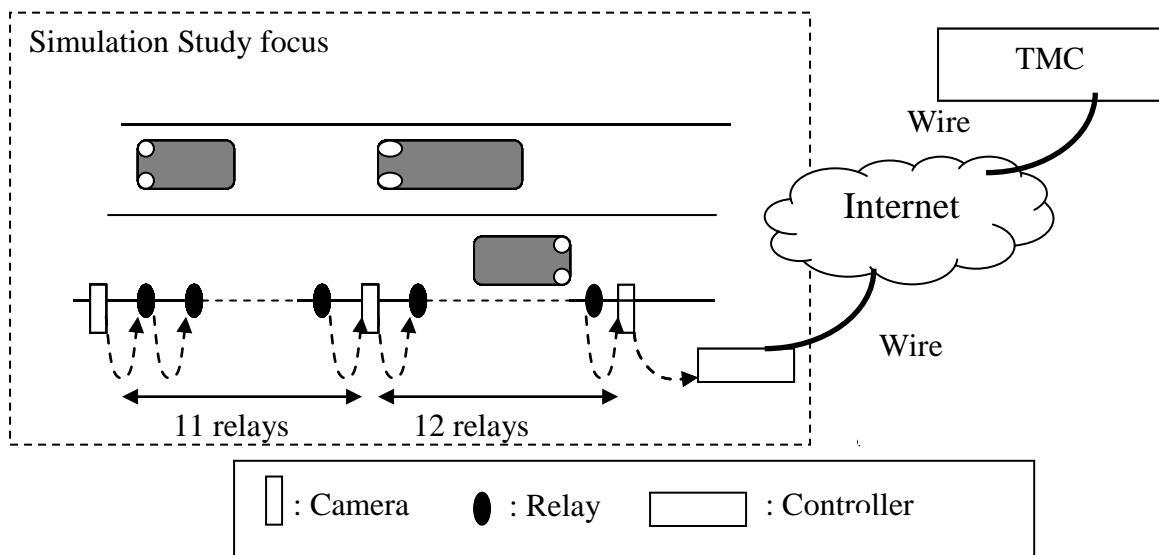 Simulation Study focus
TMC
Wire
Internet
Wire
11 relays
12 relays
: Camera
: Relay
: Controller